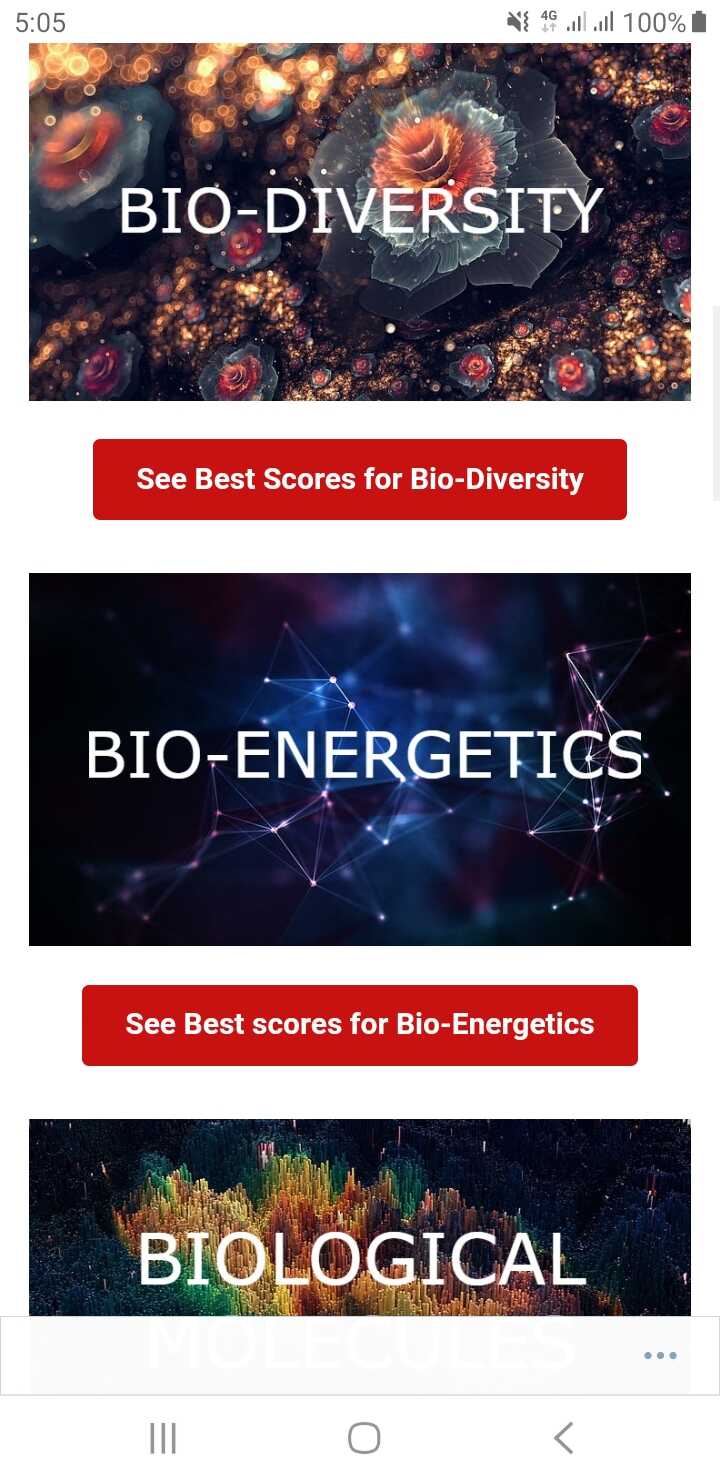 5:05
4G
100%
BIO-DIVERSITY
See Best Scores for Bio-Diversity
BIO-ENERGETICS
See Best scores for Bio-Energetics
BIOLOGICAL
MOLECULES